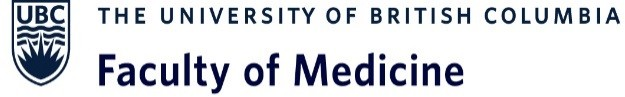 UBC
THE UNIVERSITY OF BRITISH COLUMBIA
Faculty of Medicine